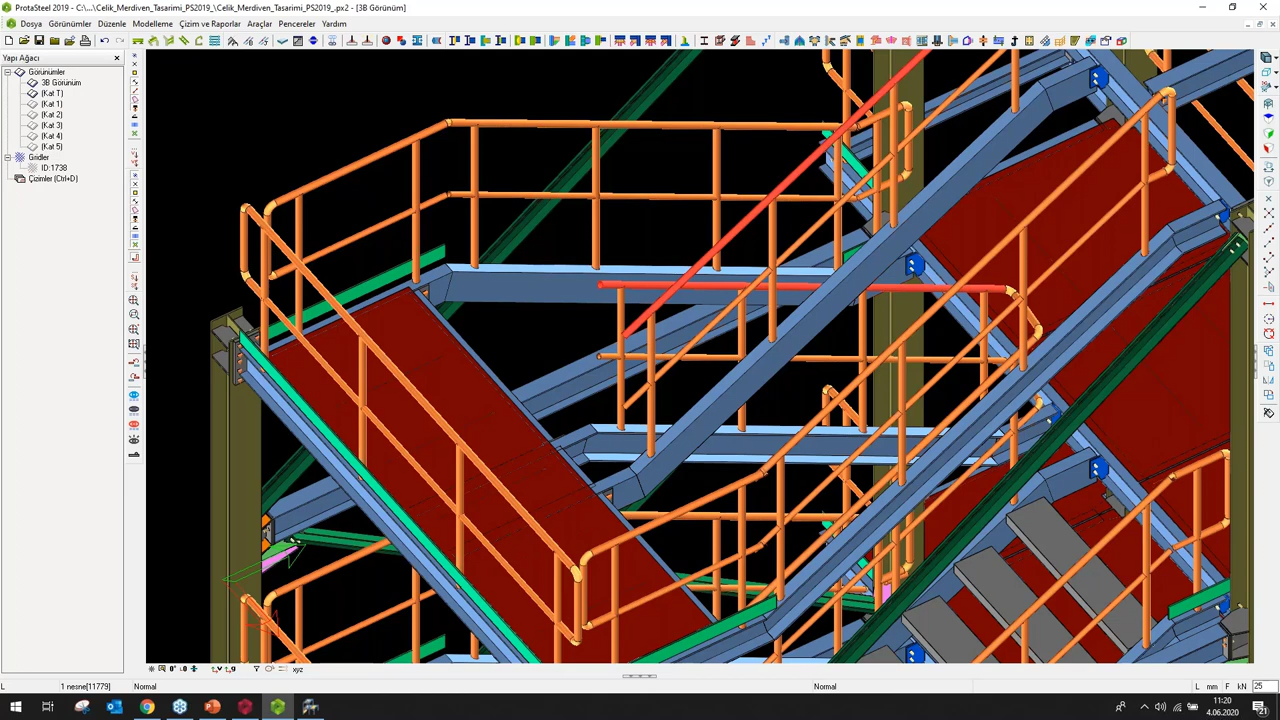 ProtaSteel 2019 - C:\...\Celik_Merdiven_Tasarimi_PS2019_\Celik_Merdiven_Tasarimi_PS2019_.px2 - [3B Görünüm]
Dosya Görünümler Düzenle Modelleme Çizim ve Raporlar Araçlar Pencereler Yardım
Yapı Ağacı
Görünümler
3B Görünüm
(Kat T)
(Kat 1)
(Kat 2)
(Kat 3)
(Kat 4)
(Kat 5)
Gridler
ID:1738
Çizimler (Ctrl+D)
xyz
L 1 nesne[11779] Normal Normal L mm F kN 25
11:20
4.06.2020
21